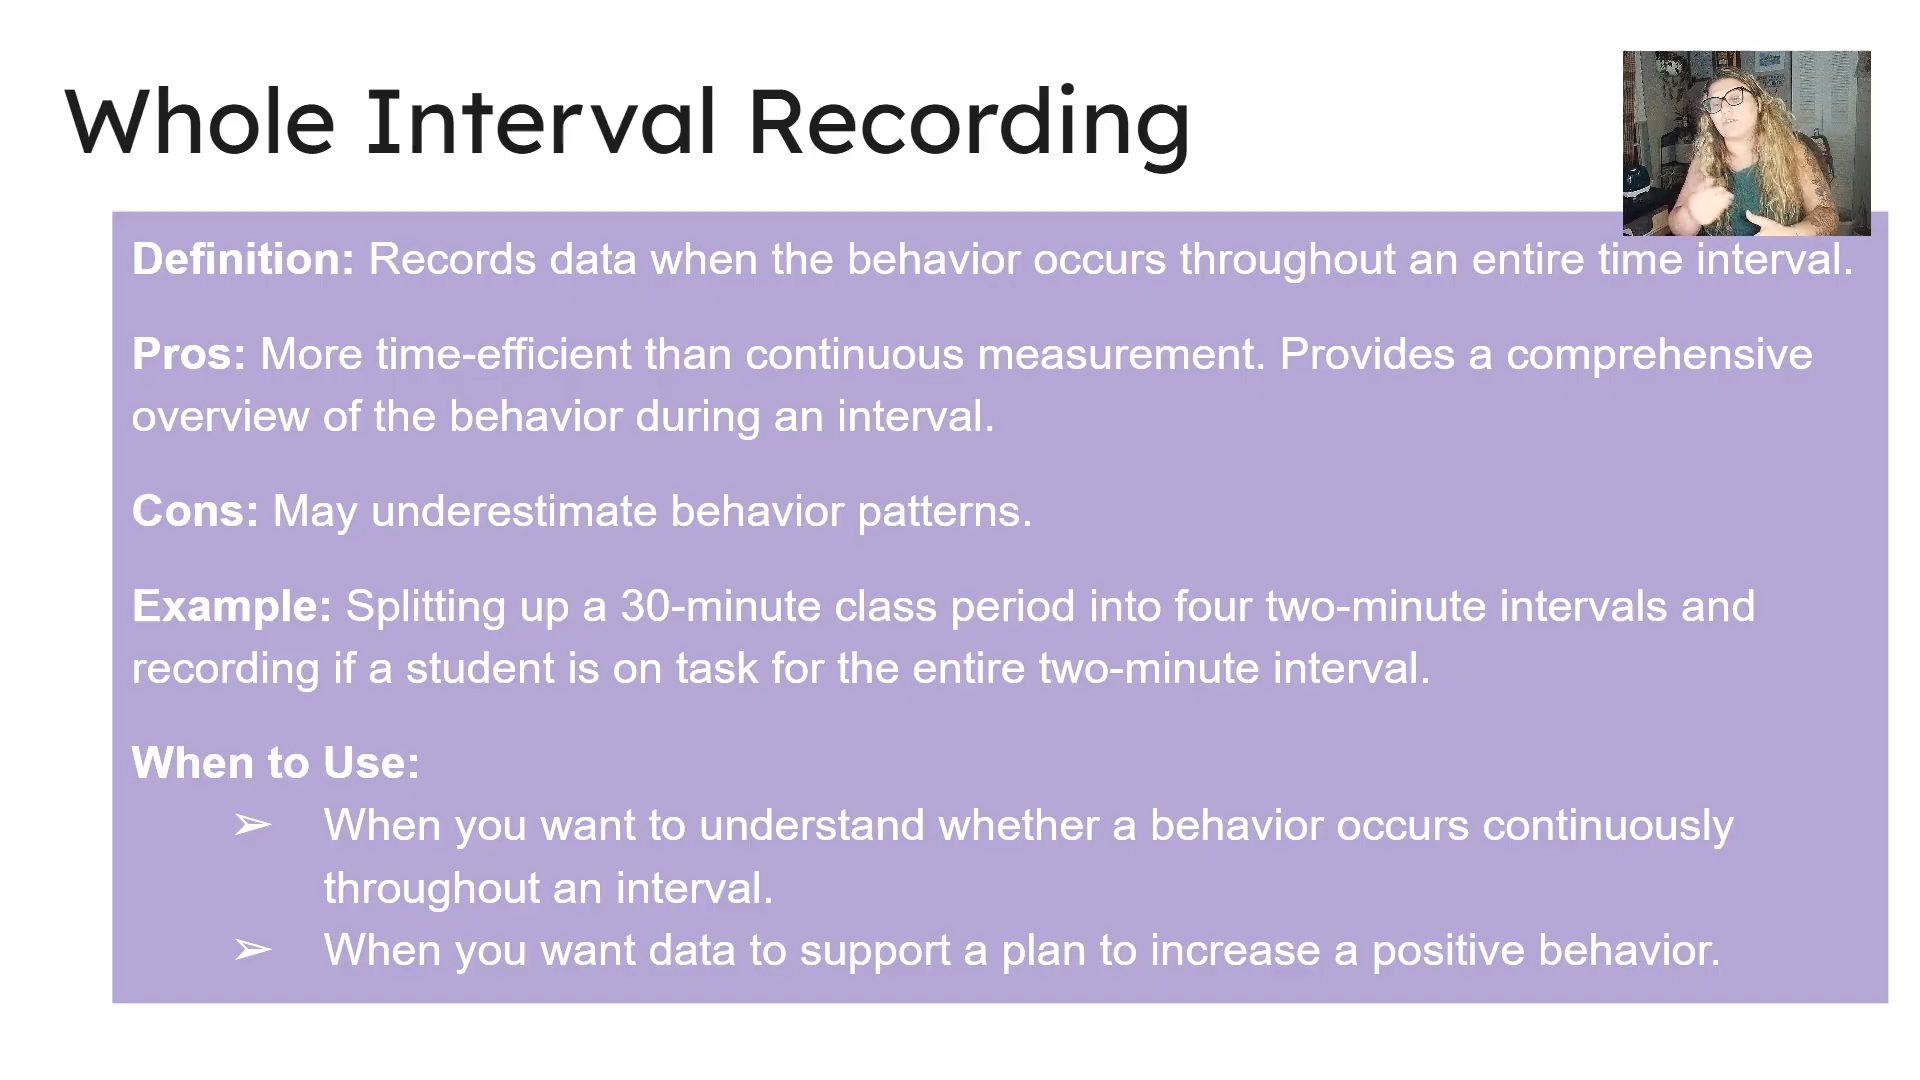 Whole Interval Recording
Definition: Records data when the behavior occurs throughout an entire time interval.
Pros: More time-efficient than continuous measurement. Provides a comprehensive
overview of the behavior during an interval.
Cons: May underestimate behavior patterns.
Example: Splitting up a 30-minute class period into four two-minute intervals and
recording if a student is on task for the entire two-minute interval.
When to Use:
➢ When you want to understand whether a behavior occurs continuously
throughout an interval.
➢ When you want data to support a plan to increase a positive behavior.